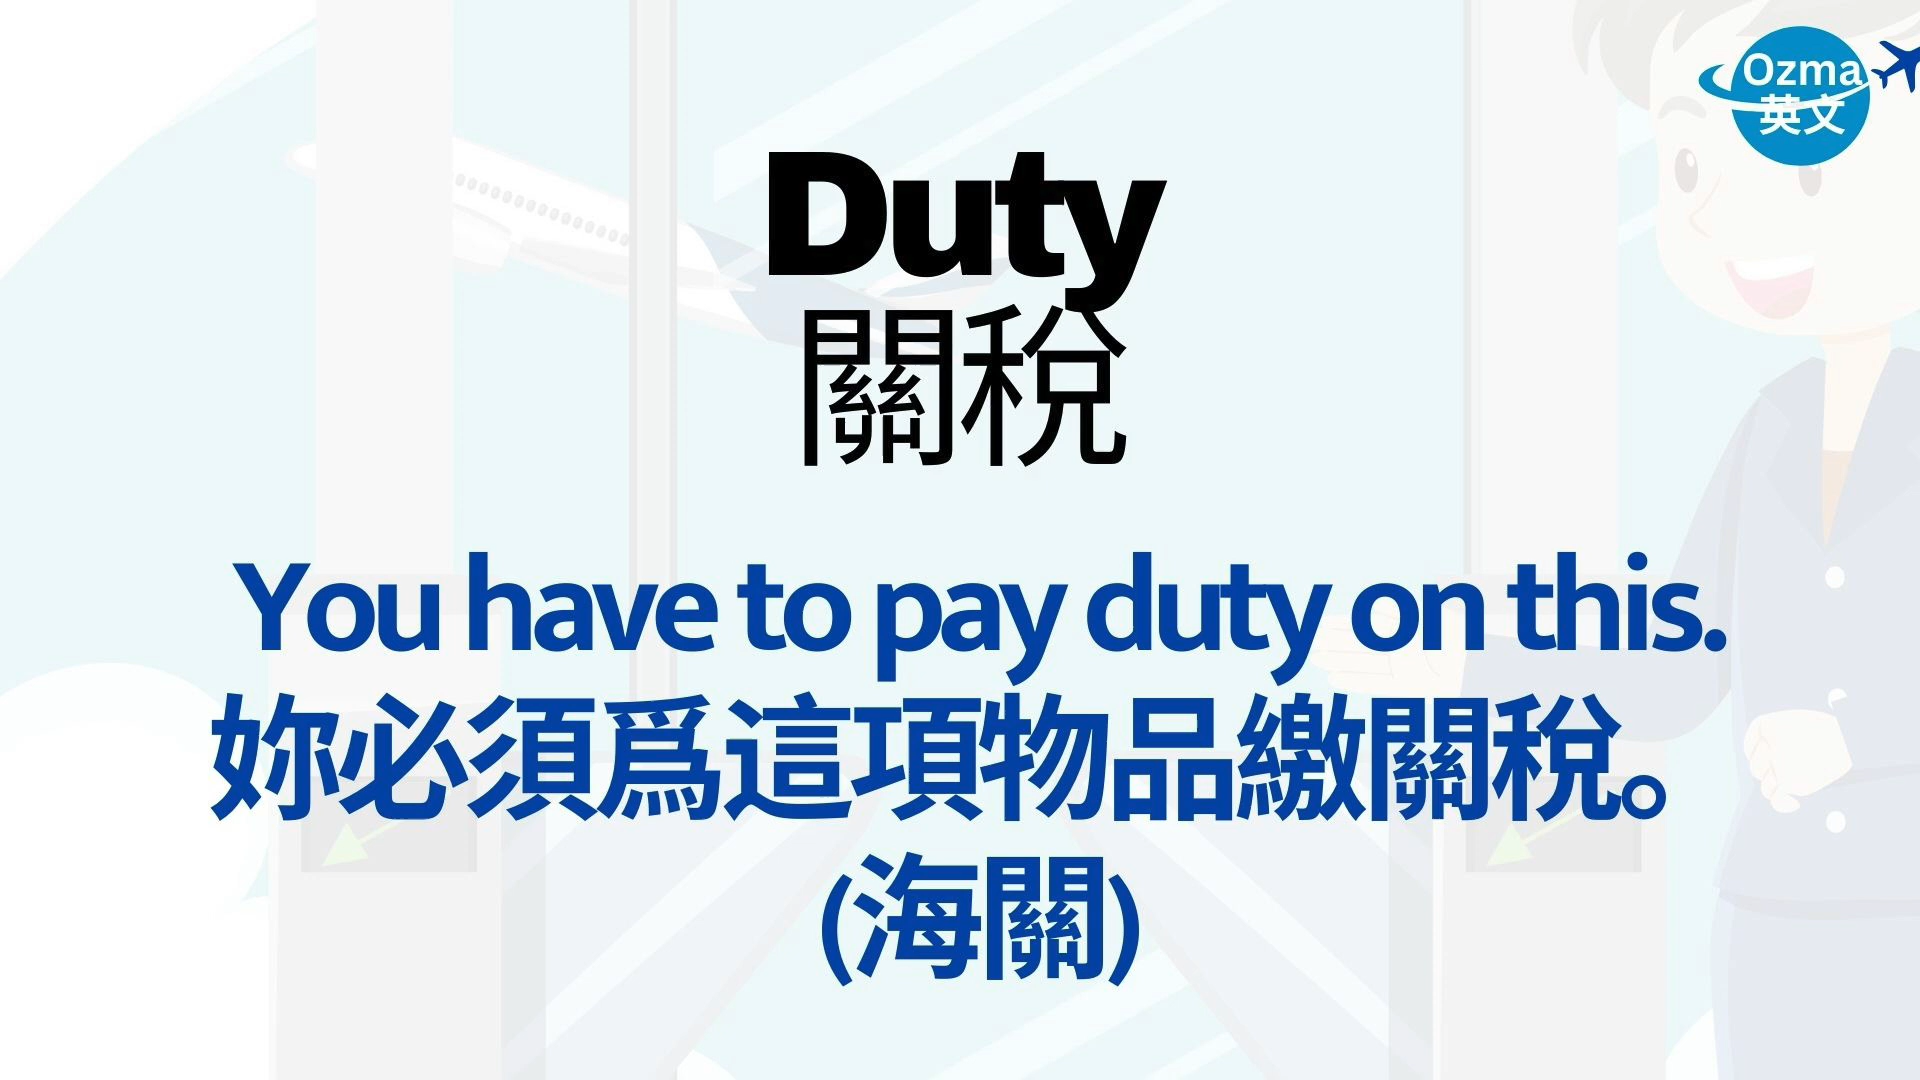 Ozma
英文
Duty
關稅
You have to pay duty on this.
妳必須爲這項物品繳關稅。
(海關)